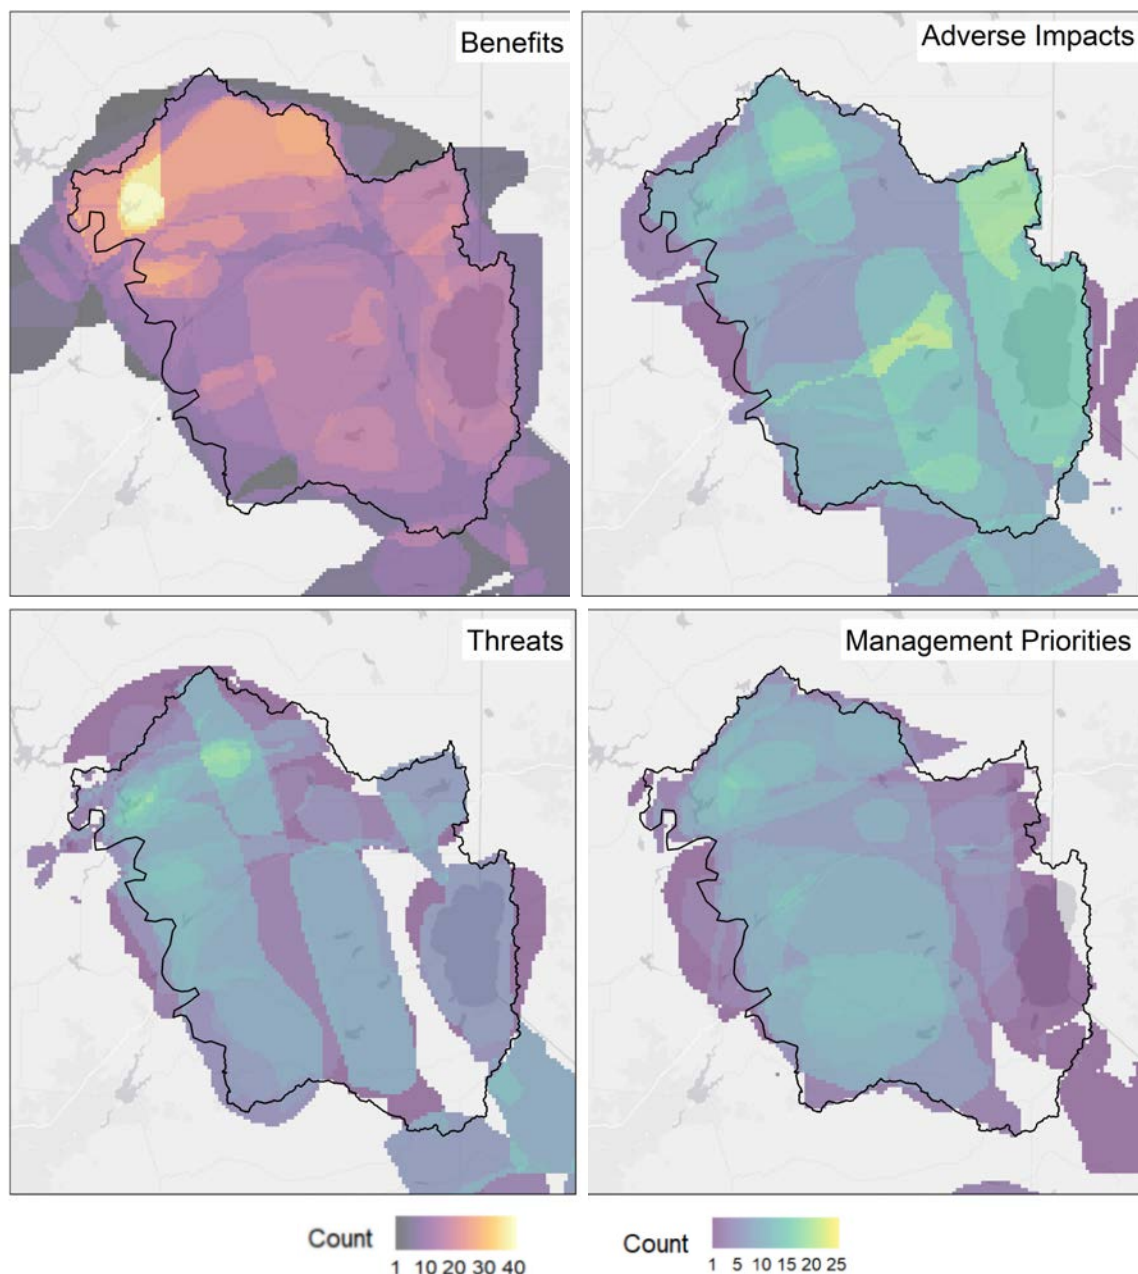 Benefits
Adverse Impacts
Threats
Management Priorities
Count
1 10 20 30 40
Count
1 5 10 15 20 25